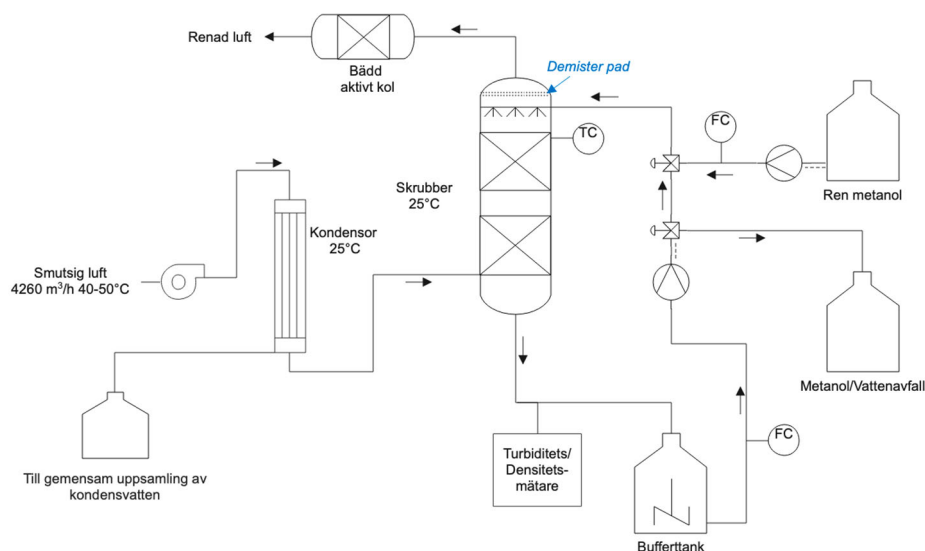 Renad luft
Bädd
aktivt kol
Demister pad
TC
FC
Ren metanol
Skrubber
25°C
Kondensor
25°C
Smutsig luft
4260 m³/h 40-50°C
Metanol/Vattenavfall
FC
Turbiditets/
Densitets-
mätare
Till gemensam uppsamling av
kondensvatten
Bufferttank